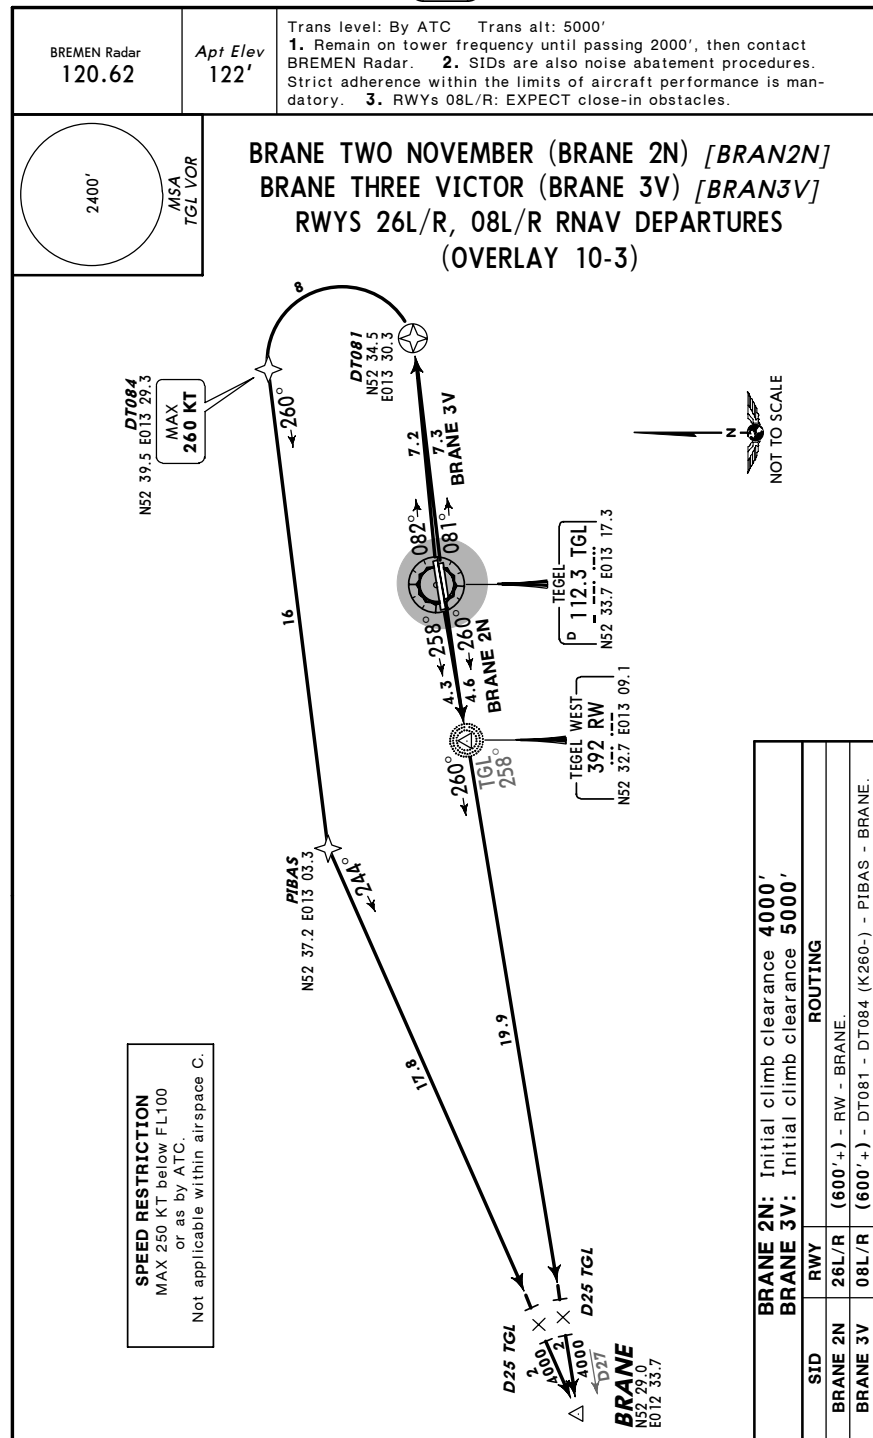 BREMEN Radar
120.62
Apt Elev
122'
Trans level: By ATC Trans alt: 5000'
1. Remain on tower frequency until passing 2000', then contact
BREMEN Radar. 2. SIDs are also noise abatement procedures.
Strict adherence within the limits of aircraft performance is man-
datory. 3. RWYs 08L/R: EXPECT close-in obstacles.
2400'
MSA
TGL VOR
BRANE TWO NOVEMBER (BRANE 2N) [BRAN2N]
BRANE THREE VICTOR (BRANE 3V) [BRAN3V]
RWYS 26L/R, 08L/R RNAV DEPARTURES
(OVERLAY 10-3)
8
DT081
N52 34.5
E013 30.3
DT084
N52 39.5 E013 29.3
MAX
260 KT
260°
7.2
7.3
BRANE 3V
082°
081°
N
NOT TO SCALE
TEGEL
D 112.3 TGL
N52 33.7 E013 17.3
16
258°
260°
4.3
4.6
BRANE 2N
TEGEL WEST
392 RW
N52 32.7 E013 09.1
260°
TGL
258°
PIBAS
N52 37.2 E013 03.3
244°
17.8
19.9
SPEED RESTRICTION
MAX 250 KT below FL100
or as by ATC.
Not applicable within airspace C.
D25 TGL
D25 TGL
2
4000
2
4000
D27
BRANE
N52 29.0
E012 33.7
BRANE 2N: Initial climb clearance 4000'
BRANE 3V: Initial climb clearance 5000'
SID RWY ROUTING
BRANE 2N 26L/R (600'+) - RW - BRANE.
BRANE 3V 08L/R (600'+) - DT081 - DT084 (K260-) - PIBAS - BRANE.